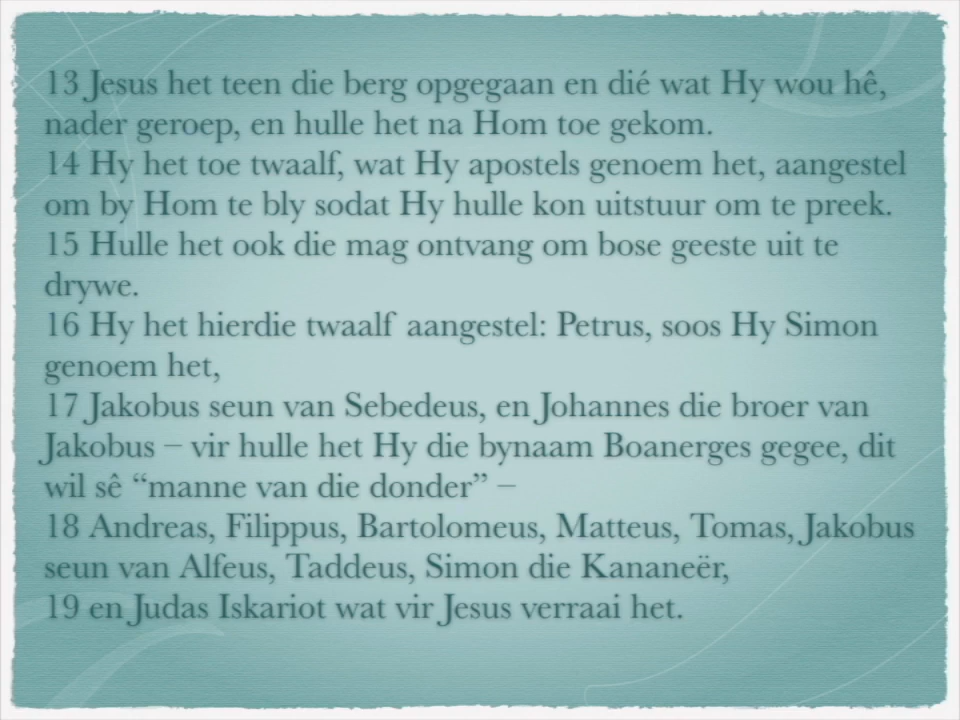 13 Jesus het teen die berg opgegaan en dié wat Hy wou hê,
nader geroep, en hulle het na Hom toe gekom.
14 Hy het toe twaalf, wat Hy apostels genoem het, aangestel
om by Hom te bly sodat Hy hulle kon uitstuur om te preek.
15 Hulle het ook die mag ontvang om bose geeste uit te
drywe.
16 Hy het hierdie twaalf aangestel: Petrus, soos Hy Simon
genoem het,
17 Jakobus seun van Sebedeus, en Johannes die broer van
Jakobus – vir hulle het Hy die bynaam Boanerges gegee, dit
wil sê “manne van die donder” –
18 Andreas, Filippus, Bartolomeus, Matteus, Tomas, Jakobus
seun van Alfeus, Taddeus, Simon die Kananeër,
19 en Judas Iskariot wat vir Jesus verraai het.